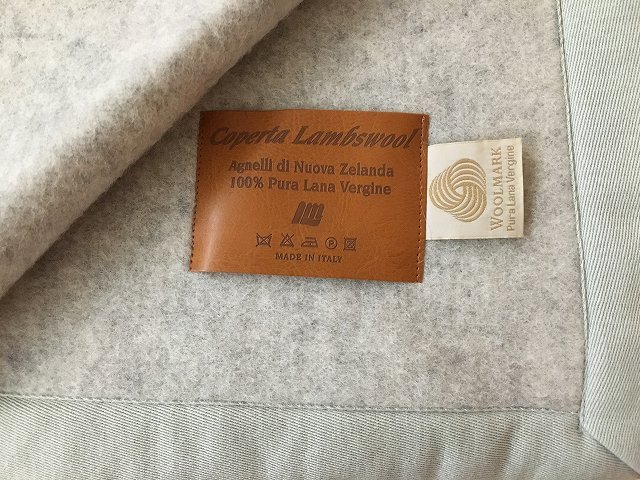 Coperta Lambswool
Agnelli di Nuova Zelanda
100% Pura Lana Vergine
MADE IN ITALY
WOOLMARK
Pura Lana Vergine